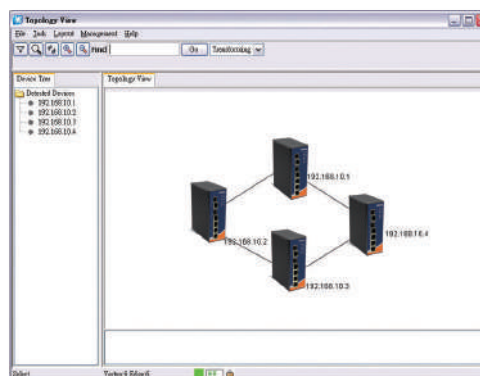 Topology View
File Tools Layout Management Help
Find Go Transforming
Device Tree
Topology View
Detected Devices
192.168.10.1
192.168.10.2
192.168.10.3
192.168.10.4
192.168.10.1
192.168.10.2
192.168.10.4
192.168.10.3
Select